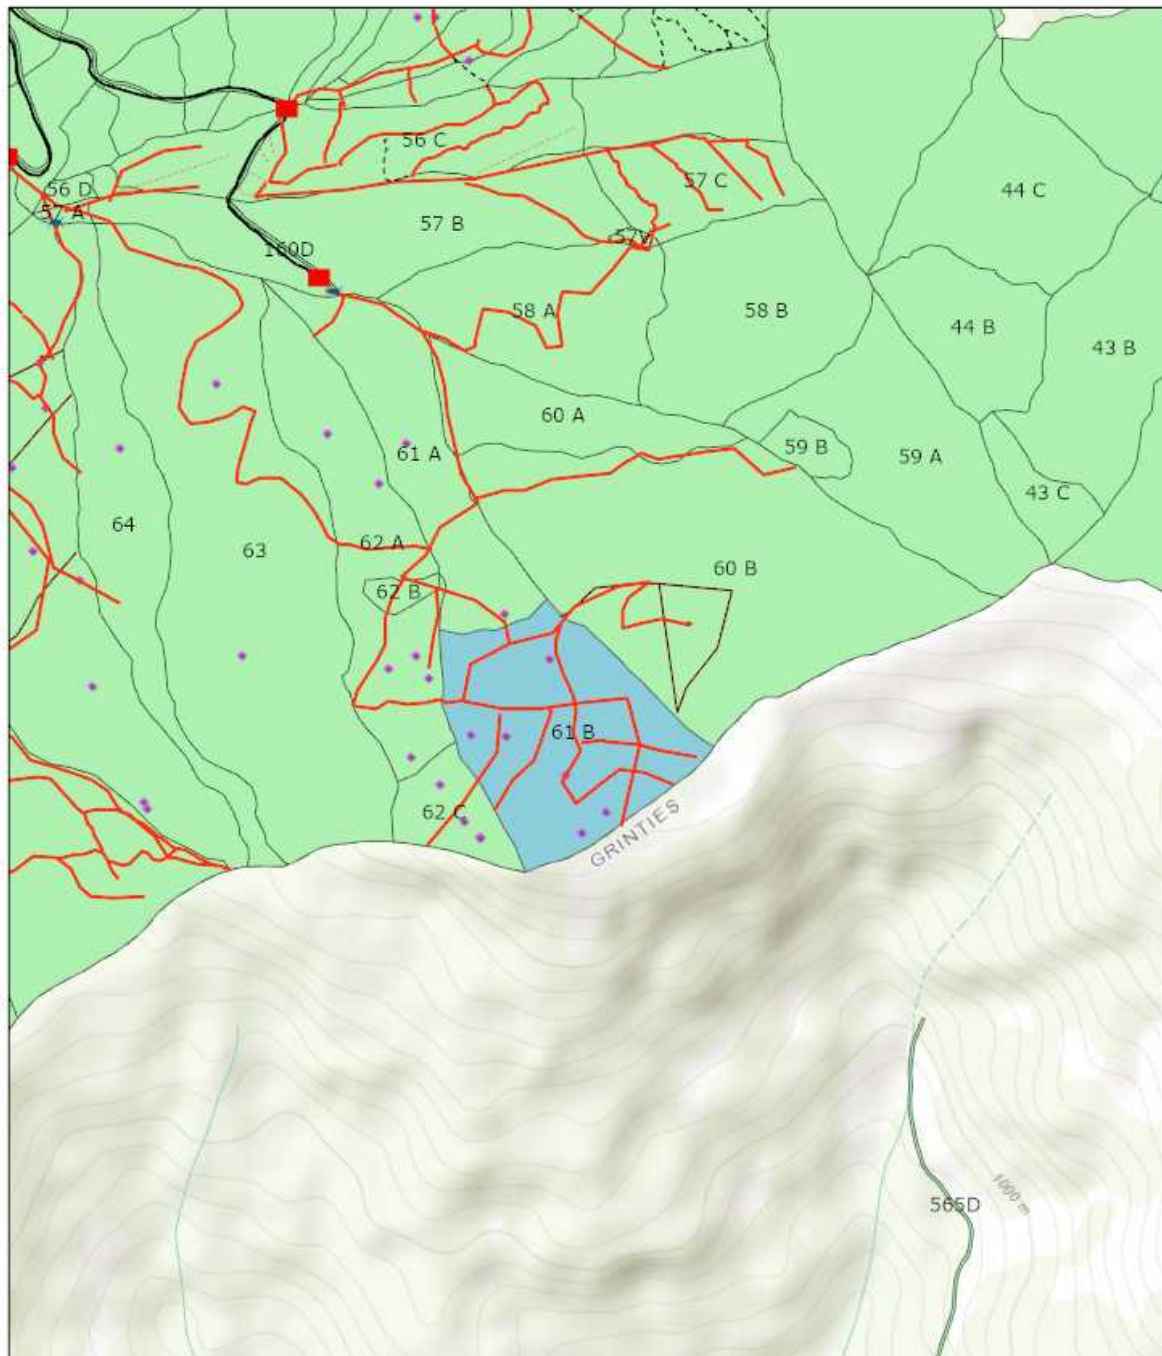 56 C
56 D
57 A
57 C
44 C
57 B
57V
160D
58 A
58 B
44 B
43 B
60 A
61 A
59 B
59 A
43 C
64
63
62 A
62 B
60 B
61 B
62 C
GRINTIES
1000 m
565D